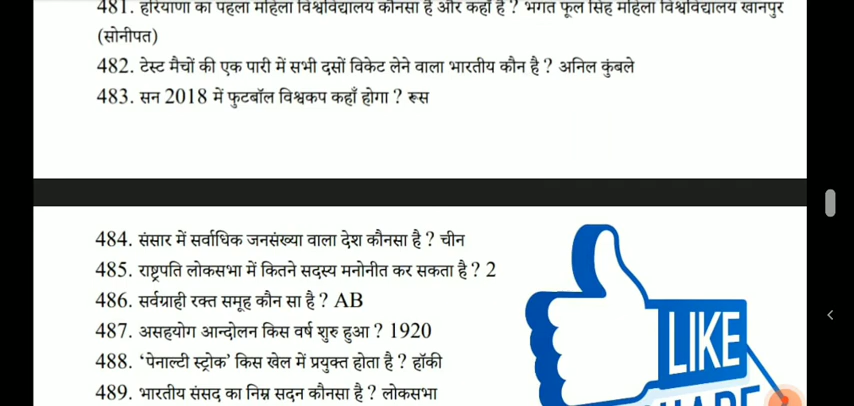 481. हरियाणा का पहला महिला विश्वविद्यालय कौनसा है और कहाँ है ? भगत फूल सिंह महिला विश्वविद्यालय खानपुर
(सोनीपत)
482. टेस्ट मैचों की एक पारी में सभी दसों विकेट लेने वाला भारतीय कौन है ? अनिल कुंबले
483. सन 2018 में फुटबॉल विश्वकप कहाँ होगा ? रूस
484. संसार में सर्वाधिक जनसंख्या वाला देश कौनसा है ? चीन
485. राष्ट्रपति लोकसभा में कितने सदस्य मनोनीत कर सकता है ? 2
486. सर्वग्राही रक्त समूह कौन सा है ? AB
487. असहयोग आन्दोलन किस वर्ष शुरु हुआ ? 1920
488. ‘पेनाल्टी स्ट्रोक’ किस खेल में प्रयुक्त होता है ? हॉकी
489. भारतीय संसद का निम्न सदन कौनसा है ? लोकसभा
LIKE
SHARE